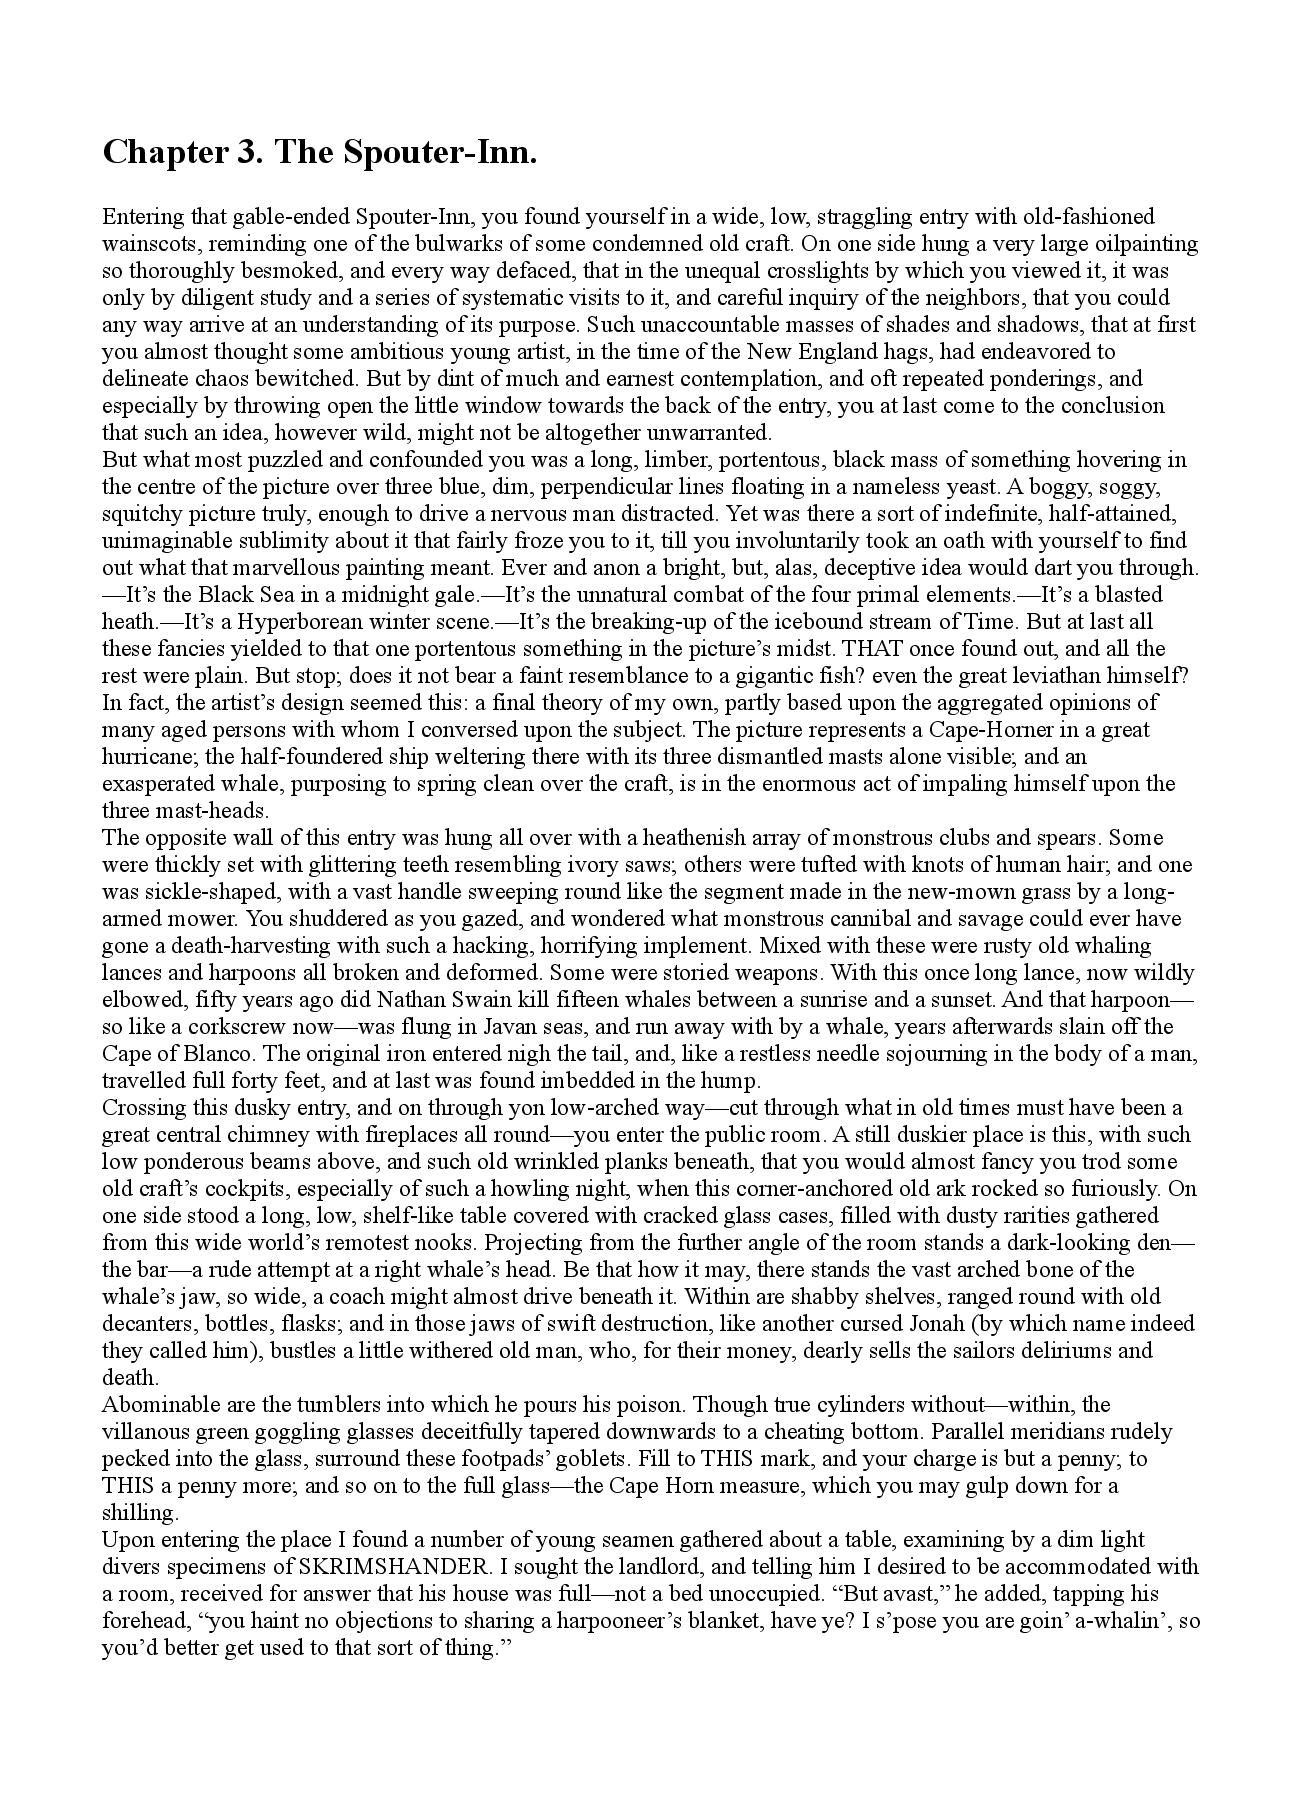 Chapter 3. The Spouter-Inn.
Entering that gable-ended Spouter-Inn, you found yourself in a wide, low, straggling entry with old-fashioned
wainscots, reminding one of the bulwarks of some condemned old craft. On one side hung a very large oilpainting
so thoroughly besmoked, and every way defaced, that in the unequal crosslights by which you viewed it, it was
only by diligent study and a series of systematic visits to it, and careful inquiry of the neighbors, that you could
any way arrive at an understanding of its purpose. Such unaccountable masses of shades and shadows, that at first
you almost thought some ambitious young artist, in the time of the New England hags, had endeavored to
delineate chaos bewitched. But by dint of much and earnest contemplation, and oft repeated ponderings, and
especially by throwing open the little window towards the back of the entry, you at last come to the conclusion
that such an idea, however wild, might not be altogether unwarranted.
But what most puzzled and confounded you was a long, limber, portentous, black mass of something hovering in
the centre of the picture over three blue, dim, perpendicular lines floating in a nameless yeast. A boggy, soggy,
squitchy picture truly, enough to drive a nervous man distracted. Yet was there a sort of indefinite, half-attained,
unimaginable sublimity about it that fairly froze you to it, till you involuntarily took an oath with yourself to find
out what that marvellous painting meant. Ever and anon a bright, but, alas, deceptive idea would dart you through.
—It’s the Black Sea in a midnight gale.—It’s the unnatural combat of the four primal elements.—It’s a blasted
heath.—It’s a Hyperborean winter scene.—It’s the breaking-up of the icebound stream of Time. But at last all
these fancies yielded to that one portentous something in the picture’s midst. THAT once found out, and all the
rest were plain. But stop; does it not bear a faint resemblance to a gigantic fish? even the great leviathan himself?
In fact, the artist’s design seemed this: a final theory of my own, partly based upon the aggregated opinions of
many aged persons with whom I conversed upon the subject. The picture represents a Cape-Horner in a great
hurricane; the half-foundered ship weltering there with its three dismantled masts alone visible; and an
exasperated whale, purposing to spring clean over the craft, is in the enormous act of impaling himself upon the
three mast-heads.
The opposite wall of this entry was hung all over with a heathenish array of monstrous clubs and spears. Some
were thickly set with glittering teeth resembling ivory saws; others were tufted with knots of human hair; and one
was sickle-shaped, with a vast handle sweeping round like the segment made in the new-mown grass by a long-
armed mower. You shuddered as you gazed, and wondered what monstrous cannibal and savage could ever have
gone a death-harvesting with such a hacking, horrifying implement. Mixed with these were rusty old whaling
lances and harpoons all broken and deformed. Some were storied weapons. With this once long lance, now wildly
elbowed, fifty years ago did Nathan Swain kill fifteen whales between a sunrise and a sunset. And that harpoon—
so like a corkscrew now—was flung in Javan seas, and run away with by a whale, years afterwards slain off the
Cape of Blanco. The original iron entered nigh the tail, and, like a restless needle sojourning in the body of a man,
travelled full forty feet, and at last was found imbedded in the hump.
Crossing this dusky entry, and on through yon low-arched way—cut through what in old times must have been a
great central chimney with fireplaces all round—you enter the public room. A still duskier place is this, with such
low ponderous beams above, and such old wrinkled planks beneath, that you would almost fancy you trod some
old craft’s cockpits, especially of such a howling night, when this corner-anchored old ark rocked so furiously. On
one side stood a long, low, shelf-like table covered with cracked glass cases, filled with dusty rarities gathered
from this wide world’s remotest nooks. Projecting from the further angle of the room stands a dark-looking den—
the bar—a rude attempt at a right whale’s head. Be that how it may, there stands the vast arched bone of the
whale’s jaw, so wide, a coach might almost drive beneath it. Within are shabby shelves, ranged round with old
decanters, bottles, flasks; and in those jaws of swift destruction, like another cursed Jonah (by which name indeed
they called him), bustles a little withered old man, who, for their money, dearly sells the sailors deliriums and
death.
Abominable are the tumblers into which he pours his poison. Though true cylinders without—within, the
villanous green goggling glasses deceitfully tapered downwards to a cheating bottom. Parallel meridians rudely
pecked into the glass, surround these footpads’ goblets. Fill to THIS mark, and your charge is but a penny; to
THIS a penny more; and so on to the full glass—the Cape Horn measure, which you may gulp down for a
shilling.
Upon entering the place I found a number of young seamen gathered about a table, examining by a dim light
divers specimens of SKRIMSHANDER. I sought the landlord, and telling him I desired to be accommodated with
a room, received for answer that his house was full—not a bed unoccupied. “But avast,” he added, tapping his
forehead, “you haint no objections to sharing a harpooneer’s blanket, have ye? I s’pose you are goin’ a-whalin’, so
you’d better get used to that sort of thing.”